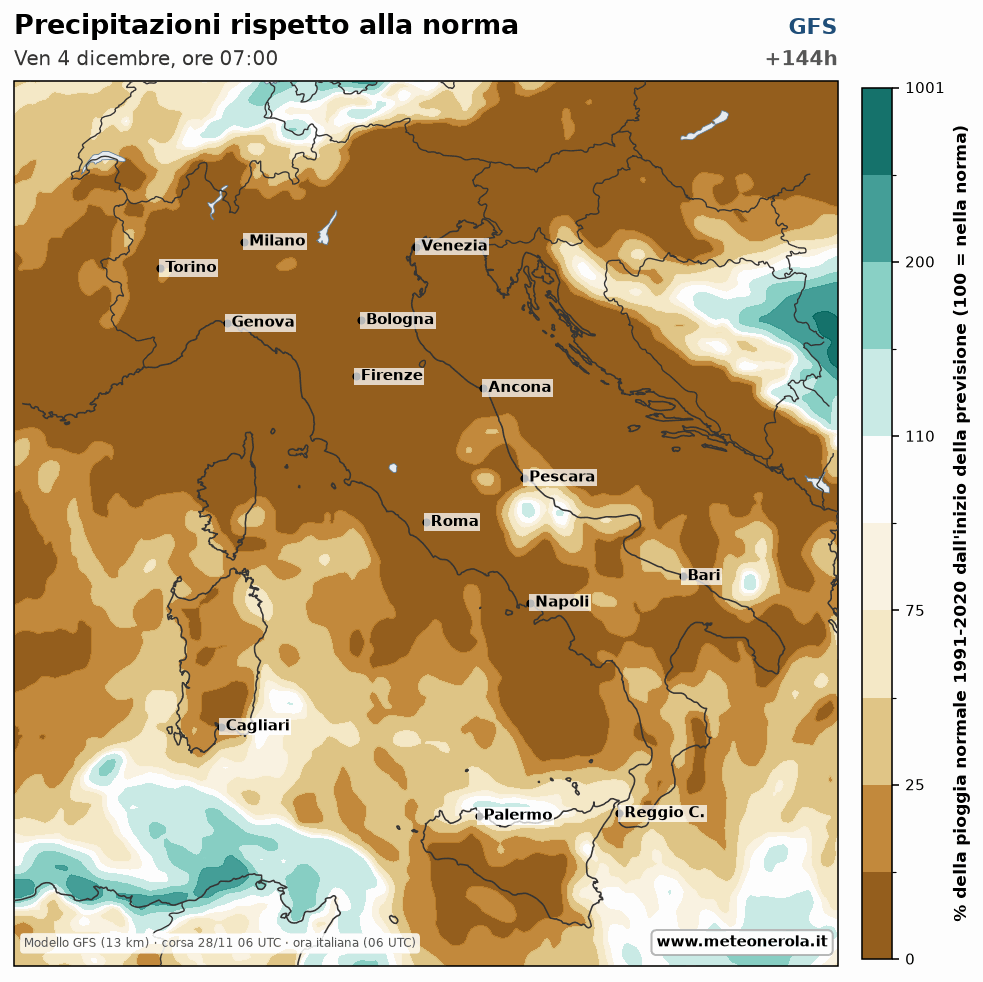 Precipitazioni rispetto alla norma
GFS
Ven 4 dicembre, ore 07:00
+144h
Milano
Venezia
Torino
Genova
Bologna
Firenze
Ancona
Pescara
Roma
Bari
Napoli
Cagliari
Palermo
Reggio C.
Modello GFS (13 km) · corsa 28/11 06 UTC · ora italiana (06 UTC)
www.meteonerola.it
1001
200
110
75
25
0
% della pioggia normale 1991-2020 dall'inizio della previsione (100 = nella norma)